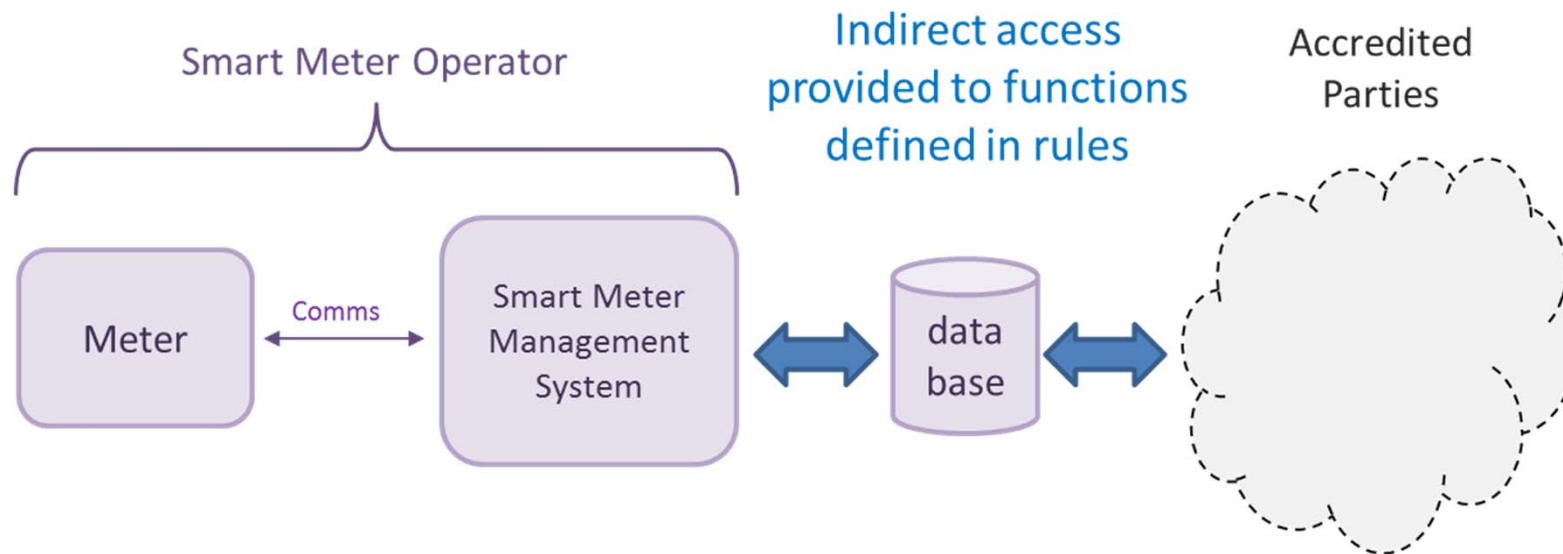 Smart Meter Operator
Indirect access
provided to functions
defined in rules
Accredited
Parties
Meter
Comms
Smart Meter
Management
System
data
base